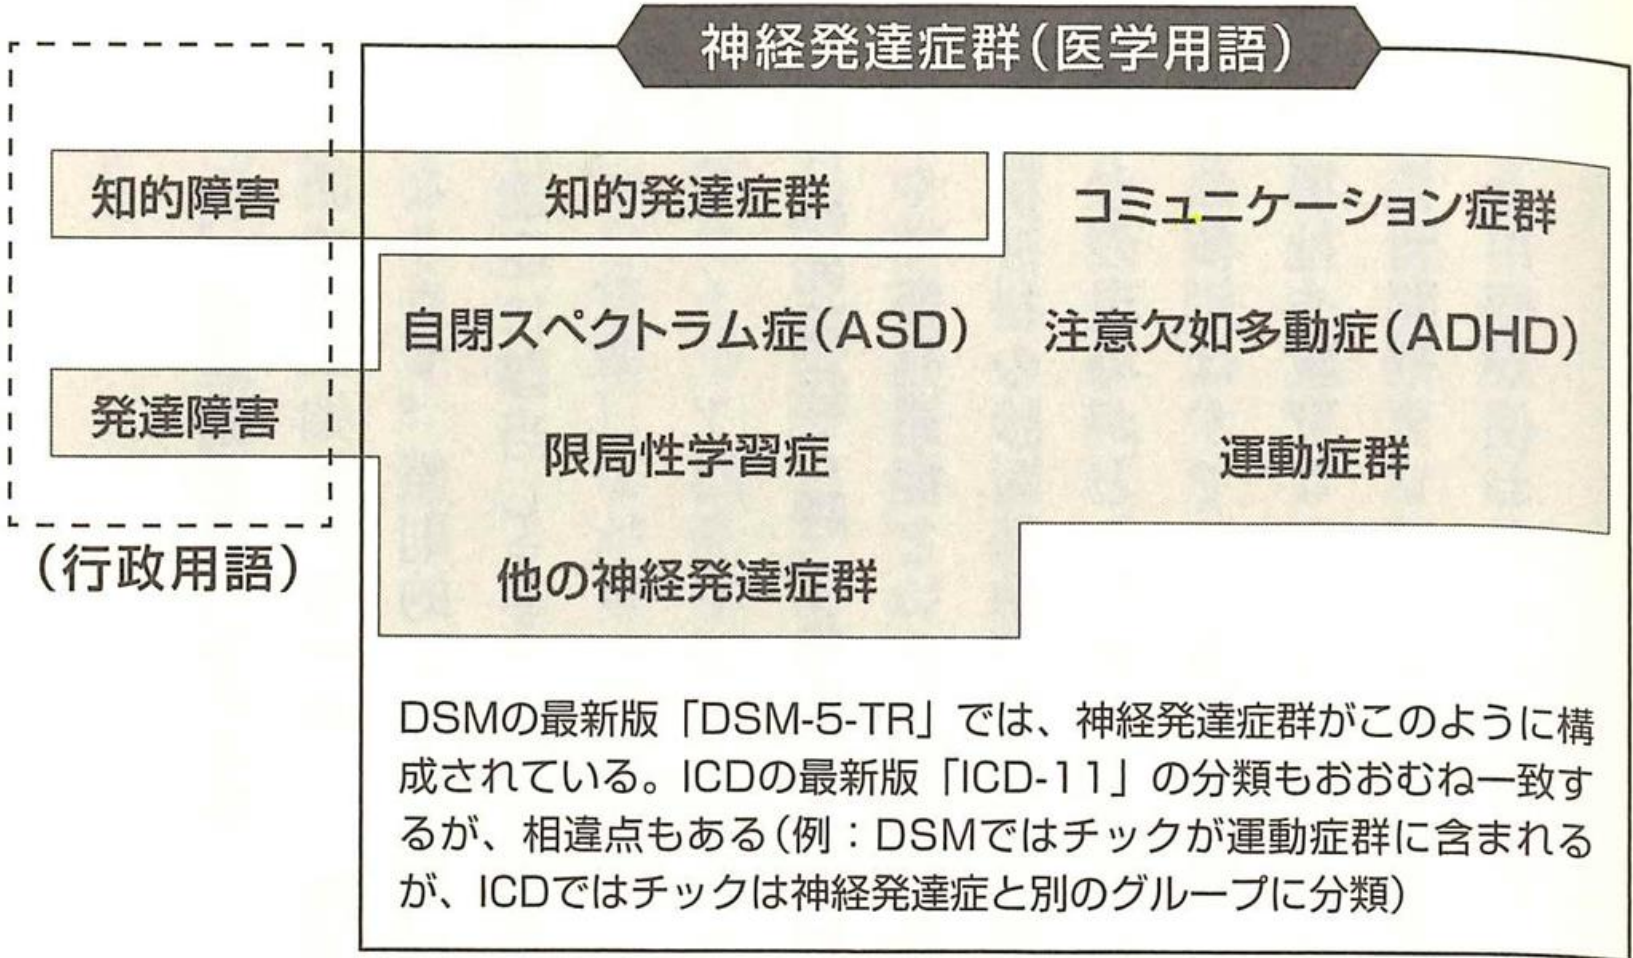 神経発達症群（医学用語）
知的障害
知的発達症群
コミュニケーション症群
自閉スペクトラム症（ASD）
注意欠如多動症（ADHD）
発達障害
限局性学習症
運動症群
（行政用語）
他の神経発達症群
DSMの最新版「DSM-5-TR」では、神経発達症群がこのように構
成されている。ICDの最新版「ICD-11」の分類もおおむね一致す
るが、相違点もある（例：DSMではチックが運動症群に含まれる
が、ICDではチックは神経発達症と別のグループに分類）